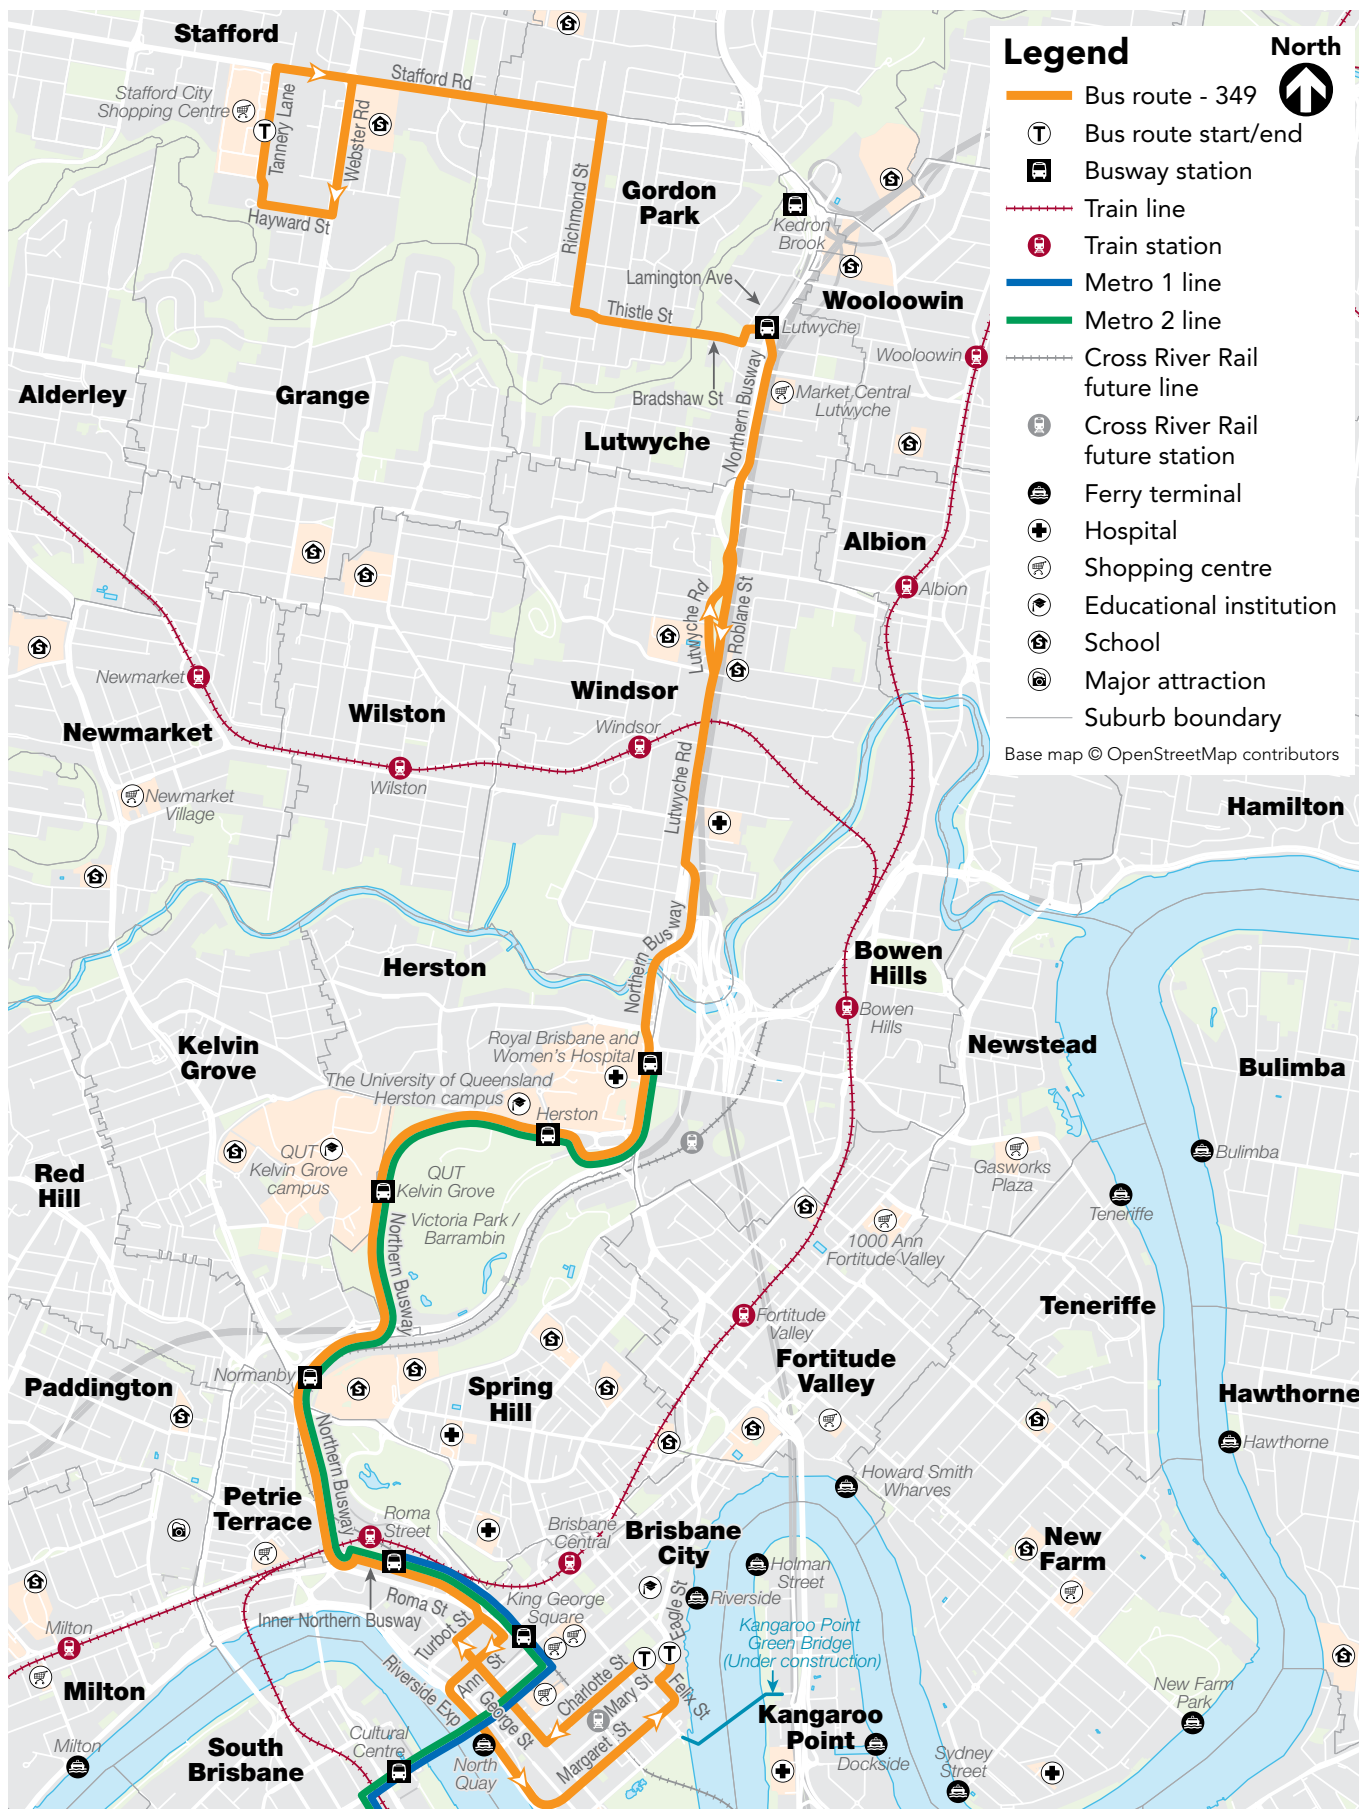 Stafford
Stafford City
Shopping Centre
T
Tannery Lane
Webster Rd
Hayward St
Stafford Rd
Richmond St
Gordon
Park
Kedron
Brook
Lamington Ave
Lutwyche
Thistle St
Bradshaw St
Northern Busway
Market Central
Lutwyche
Wooloowin
Wooloowin
Legend
North
Bus route - 349
T
Bus route start/end
Busway station
Train line
Train station
Metro 1 line
Metro 2 line
Cross River Rail
future line
Cross River Rail
future station
Ferry terminal
Hospital
Shopping centre
Educational institution
School
Major attraction
Suburb boundary
Base map © OpenStreetMap contributors
Alderley
Grange
Lutwyche
Albion
Albion
Lutwyche Rd
Roblane St
Windsor
Windsor
Newmarket
Newmarket
Wilston
Wilston
Newmarket
Village
Lutwyche Rd
Hamilton
Northern Busway
Herston
Bowen
Hills
Bowen
Hills
Newstead
Bulimba
Bulimba
Kelvin
Grove
Royal Brisbane and
Women's Hospital
The University of Queensland
Herston campus
Herston
QUT
Kelvin Grove
campus
QUT
Kelvin Grove
Victoria Park /
Barrambin
Northern Busway
Red
Hill
Gasworks
Plaza
Teneriffe
1000 Ann
Fortitude Valley
Teneriffe
Fortitude
Valley
Fortitude
Valley
Normanby
Paddington
Spring
Hill
Hawthorne
Hawthorne
Northern Busway
Howard Smith
Wharves
Petrie
Terrace
Roma
Street
Brisbane
Central
Brisbane
City
Holman
Street
New
Farm
Riverside
Eagle St
Roma St
Turbot St
Inner Northern Busway
King George
Square
Kangaroo Point
Green Bridge
(Under construction)
Milton
Milton
Milton
Riverside Exp
Ann St
George St
Charlotte St
T
T
Mary St
Felix St
Margaret St
New Farm
Park
Kangaroo
Point
Dockside
Sydney
Street
South
Brisbane
Cultural
Centre
North
Quay